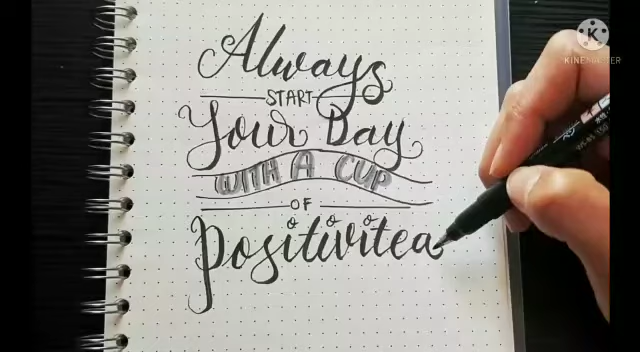 Always
START
Your Day
WITH A CUP
OF
Positivitea
KINEMASTER